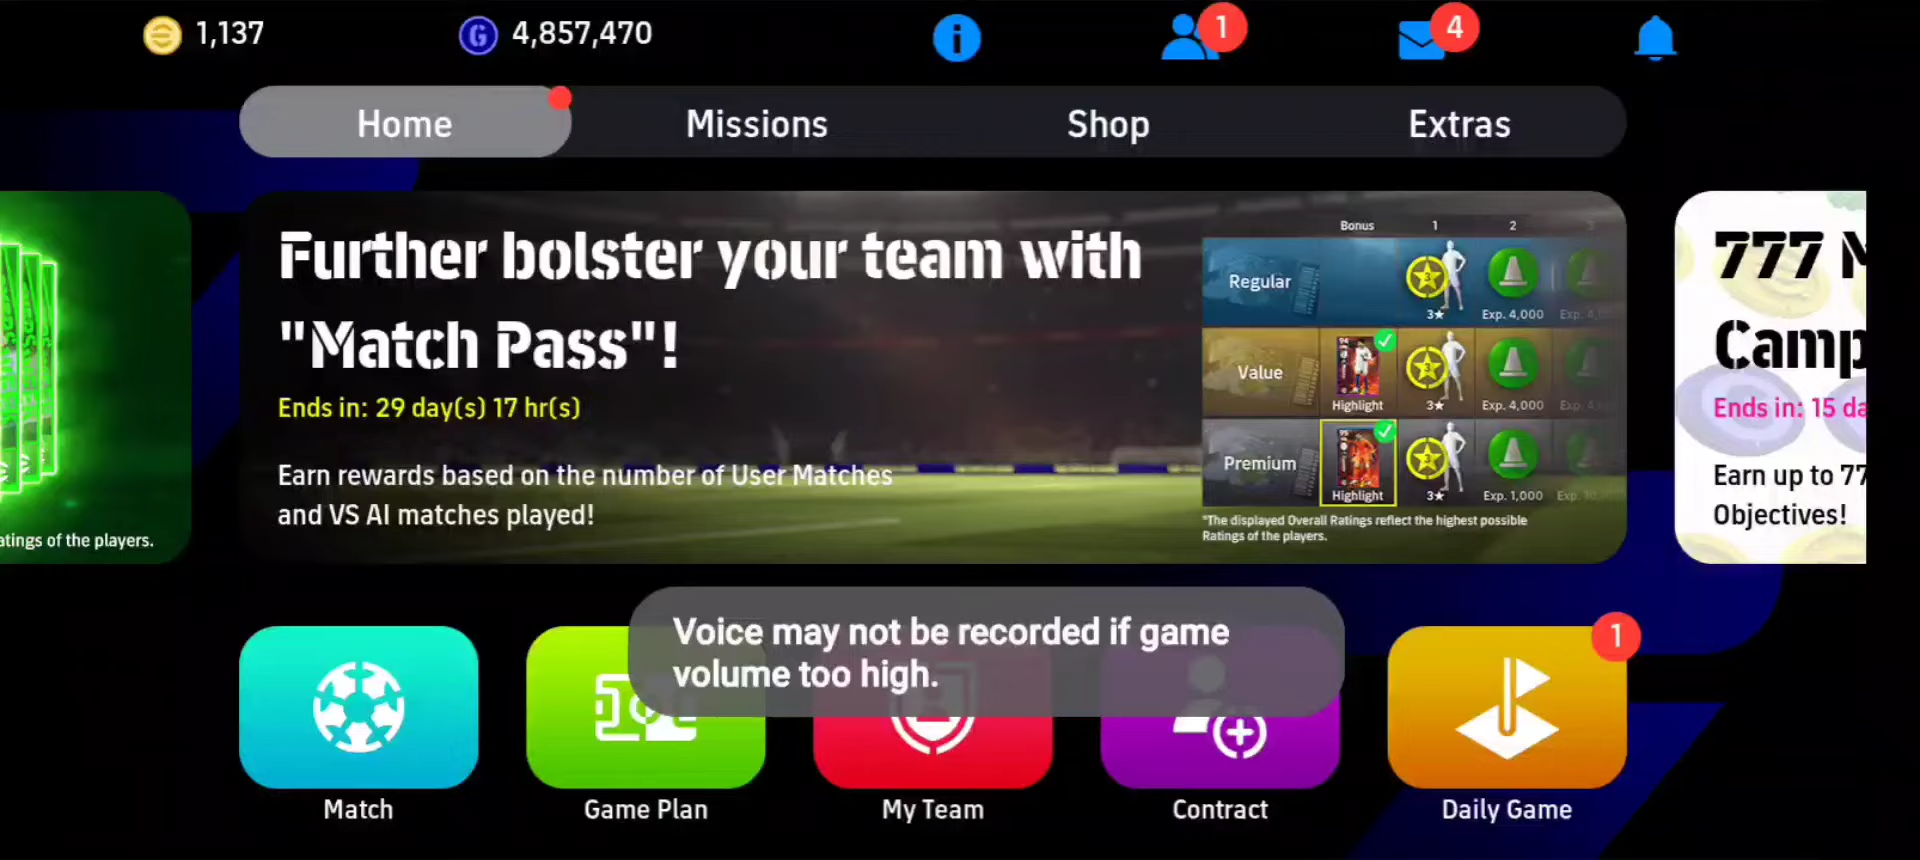 1,137
4,857,470
1
4
Home
Missions
Shop
Extras
Further bolster your team with
"Match Pass"!
Ends in: 29 day(s) 17 hr(s)
Earn rewards based on the number of User Matches
and VS AI matches played!
Bonus
1
2
3
Regular
3★
Exp. 4,000
Value
Highlight
3★
Exp. 4,000
Premium
Highlight
3★
Exp. 1,000
*The displayed Overall Ratings reflect the highest possible
Ratings of the players.
atings of the players.
777 M
Camp
Ends in: 15 da
Earn up to 77
Objectives!
Voice may not be recorded if game
volume too high.
1
Match
Game Plan
My Team
Contract
Daily Game